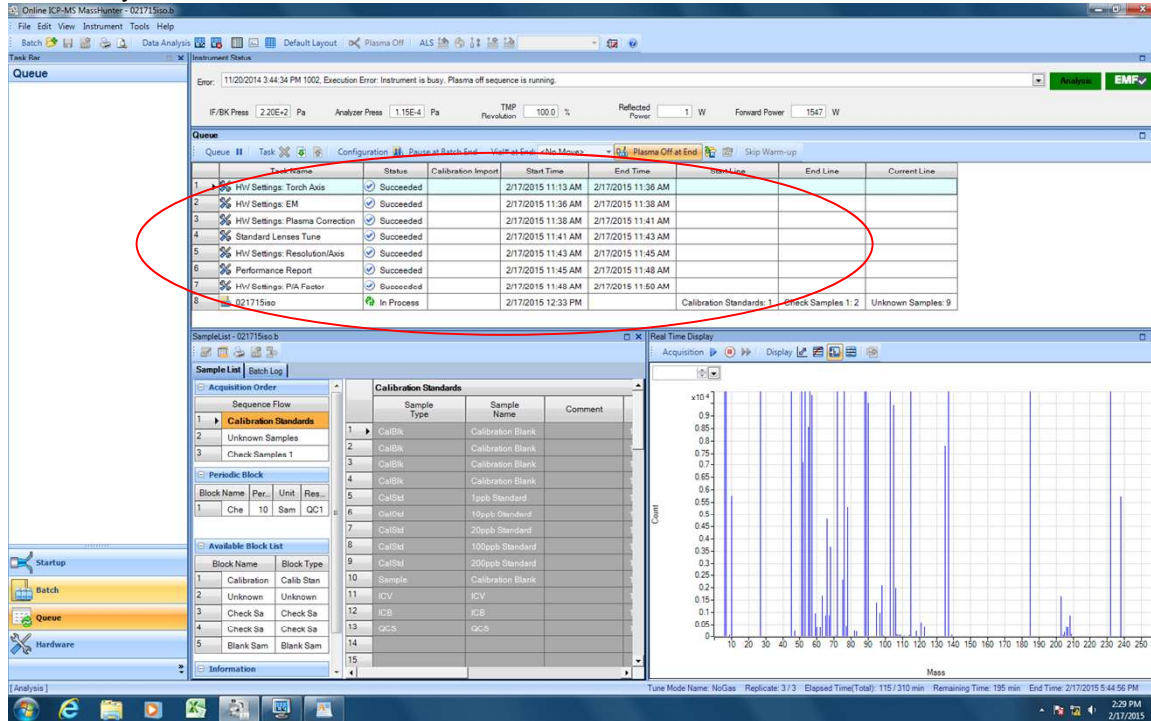 Online ICP-MS MassHunter - 021715iso.b
File Edit View Instrument Tools Help
Batch Data Analysis Default Layout Plasma Off ALS
Task Bar
Instrument Status
Queue
Error: 11/20/2014 3:44:34 PM 1002, Execution Error: Instrument is busy. Plasma off sequence is running.
Analysis EMF
IF/BK Press 2.20E+2 Pa Analyzer Press 1.15E-4 Pa TMP Revolution 100.0 % Reflected Power 1 W Forward Power 1547 W
Queue
Queue Task Configuration Pause at Batch End Vial# at End: <No Move> Plasma Off at End Skip Warm-up
Task Name Status Calibration Import Start Time End Time Start Line End Line Current Line
1 HW Settings: Torch Axis Succeeded 2/17/2015 11:13 AM 2/17/2015 11:36 AM
2 HW Settings: EM Succeeded 2/17/2015 11:36 AM 2/17/2015 11:38 AM
3 HW Settings: Plasma Correction Succeeded 2/17/2015 11:38 AM 2/17/2015 11:41 AM
4 Standard Lenses Tune Succeeded 2/17/2015 11:41 AM 2/17/2015 11:43 AM
5 HW Settings: Resolution/Axis Succeeded 2/17/2015 11:43 AM 2/17/2015 11:45 AM
6 Performance Report Succeeded 2/17/2015 11:45 AM 2/17/2015 11:48 AM
7 HW Settings: P/A Factor Succeeded 2/17/2015 11:48 AM 2/17/2015 11:50 AM
8 021715iso In Process 2/17/2015 12:33 PM Calibration Standards: 1 Check Samples 1: 2 Unknown Samples: 9
SampleList - 021715iso.b
Sample List Batch Log
Acquisition Order
Sequence Flow
1 Calibration Standards
2 Unknown Samples
3 Check Samples 1
Periodic Block
Block Name Per... Unit Res...
1 Che 10 Sam QC1
Available Block List
Block Name Block Type
1 Calibration Calib Stan
2 Unknown Unknown
3 Check Sa Check Sa
4 Check Sa Check Sa
5 Blank Sam Blank Sam
Information
Calibration Standards
Sample Type Sample Name Comment
1 CalBlk Calibration Blank
2 CalBlk Calibration Blank
3 CalBlk Calibration Blank
4 CalBlk Calibration Blank
5 CalStd 1ppb Standard
6 CalStd 10ppb Standard
7 CalStd 20ppb Standard
8 CalStd 100ppb Standard
9 CalStd 200ppb Standard
10 Sample Calibration Blank
11 ICV ICV
12 ICB ICB
13 QCS QCS
14
15
Real Time Display
Acquisition Display
x10 4
0.9
0.85
0.8
0.75
0.7
0.65
0.6
0.55
0.5
0.45
0.4
0.35
0.3
0.25
0.2
0.15
0.1
0.05
0
Count
10 20 30 40 50 60 70 80 90 100 110 120 130 140 150 160 170 180 190 200 210 220 230 240 250
Mass
Startup
Batch
Queue
Hardware
[ Analysis ]
Tune Mode Name: NoGas Replicate: 3 / 3 Elapsed Time(Total): 115 / 310 min Remaining Time: 195 min End Time: 2/17/2015 5:44:56 PM
2:29 PM
2/17/2015